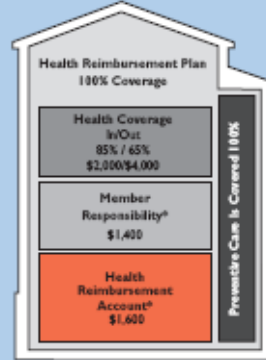 Health Reimbursement Plan
100% Coverage
Health Coverage
In/Out
85% / 65%
$2,000/$4,000
Member
Responsibility*
$1,400
Health
Reimbursement
Account*
$1,600
Preventive Care is Covered 100%